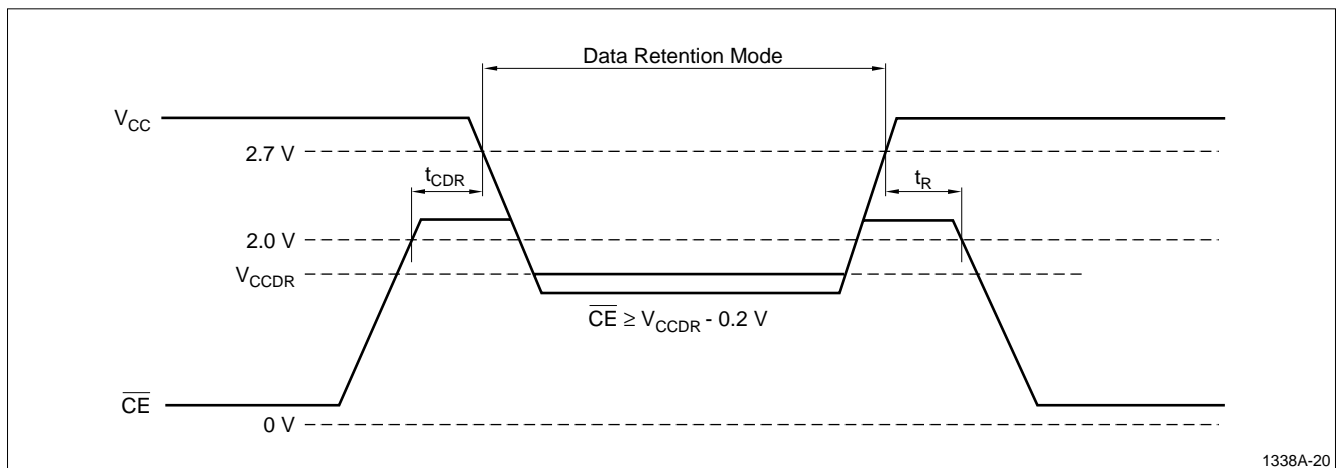 Data Retention Mode
VCC
2.7 V
tCDR
tR
2.0 V
VCCDR
CE ≥ VCCDR - 0.2 V
CE
0 V
1338A-20